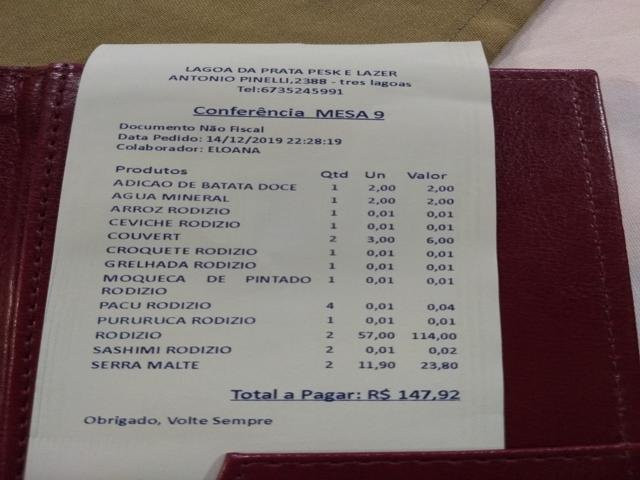 LAGOA DA PRATA PESK E LAZER
ANTONIO PINELLI,2388 - tres lagoas
Tel:6735245991
Conferência MESA 9
Documento Não Fiscal
Data Pedido: 14/12/2019 22:28:19
Colaborador: ELOANA
Produtos Qtd Un Valor
ADICAO DE BATATA DOCE 1 2,00 2,00
AGUA MINERAL 1 2,00 2,00
ARROZ RODIZIO 1 0,01 0,01
CEVICHE RODIZIO 1 0,01 0,01
COUVERT 2 3,00 6,00
CROQUETE RODIZIO 1 0,01 0,01
GRELHADA RODIZIO 1 0,01 0,01
MOQUECA DE PINTADO 1 0,01 0,01
RODIZIO
PACU RODIZIO 4 0,01 0,04
PURURUCA RODIZIO 1 0,01 0,01
RODIZIO 2 57,00 114,00
SASHIMI RODIZIO 2 0,01 0,02
SERRA MALTE 2 11,90 23,80
Total a Pagar: R$ 147,92
Obrigado, Volte Sempre